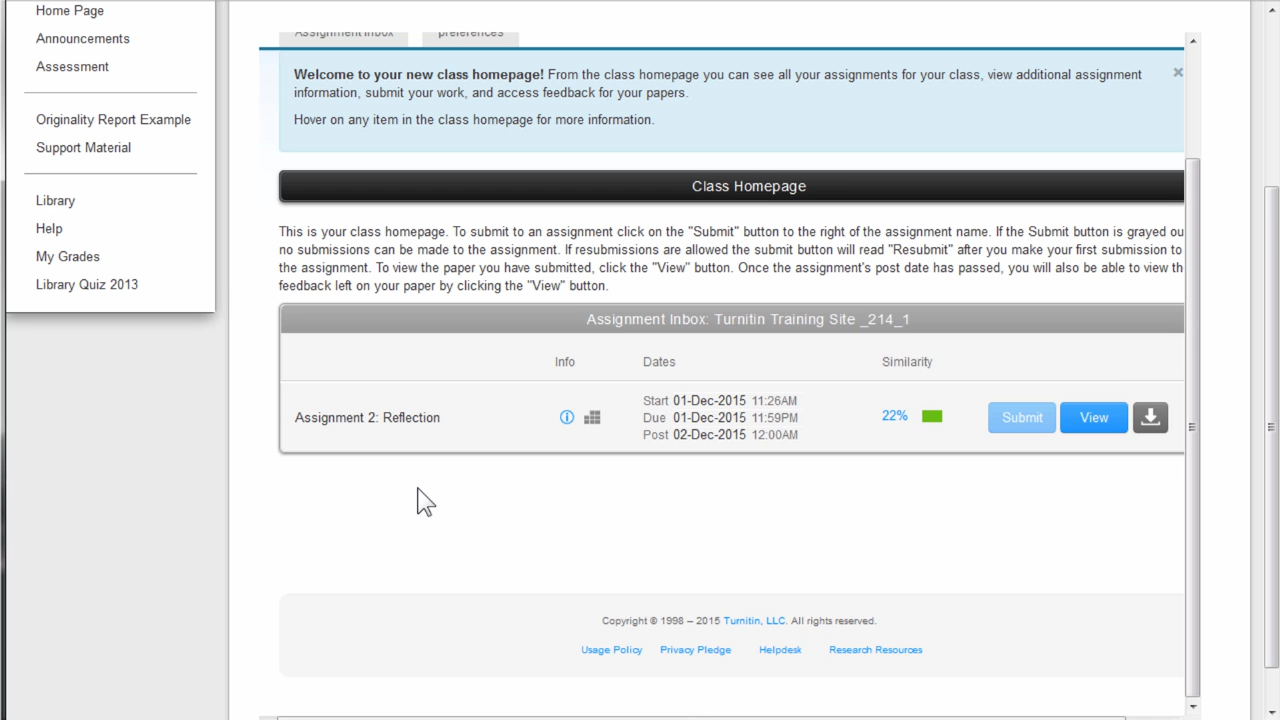 Home Page
Announcements
Assessment
Originality Report Example
Support Material
Library
Help
My Grades
Library Quiz 2013
Assignment Inbox
preferences
Welcome to your new class homepage! From the class homepage you can see all your assignments for your class, view additional assignment
information, submit your work, and access feedback for your papers.
Hover on any item in the class homepage for more information.
Class Homepage
This is your class homepage. To submit to an assignment click on the "Submit" button to the right of the assignment name. If the Submit button is grayed ou
no submissions can be made to the assignment. If resubmissions are allowed the submit button will read "Resubmit" after you make your first submission to
the assignment. To view the paper you have submitted, click the "View" button. Once the assignment's post date has passed, you will also be able to view th
feedback left on your paper by clicking the "View" button.
Assignment Inbox: Turnitin Training Site _214_1
Info Dates Similarity
Assignment 2: Reflection
Start 01-Dec-2015 11:26AM
Due 01-Dec-2015 11:59PM
Post 02-Dec-2015 12:00AM
22%
Submit
View
Copyright © 1998 – 2015 Turnitin, LLC. All rights reserved.
Usage Policy Privacy Pledge Helpdesk Research Resources